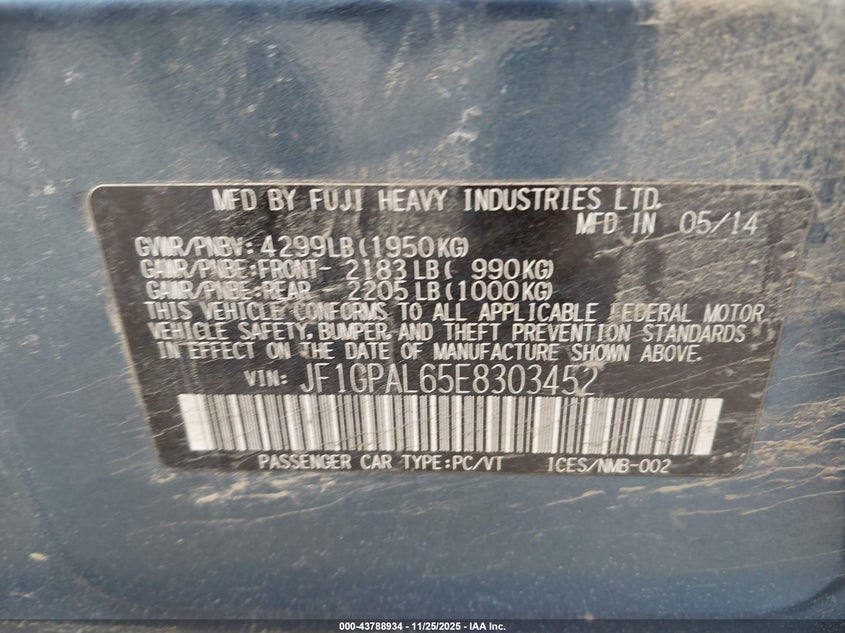 MFD BY FUJI HEAVY INDUSTRIES LTD.
MFD IN 05/14
GVWR/PNBV: 4299LB(1950KG)
GAWR/PNBE:FRONT- 2183LB( 990KG)
GAWR/PNBE:REAR 2205LB(1000KG)
THIS VEHICLE CONFORMS TO ALL APPLICABLE FEDERAL MOTOR
VEHICLE SAFETY, BUMPER, AND THEFT PREVENTION STANDARDS
IN EFFECT ON THE DATE OF MANUFACTURE SHOWN ABOVE.
VIN: JF1GPAL65E8303452
PASSENGER CAR TYPE:PC/VT ICES/NMB-002
000-43788934 - 11/25/2025 - IAA Inc.